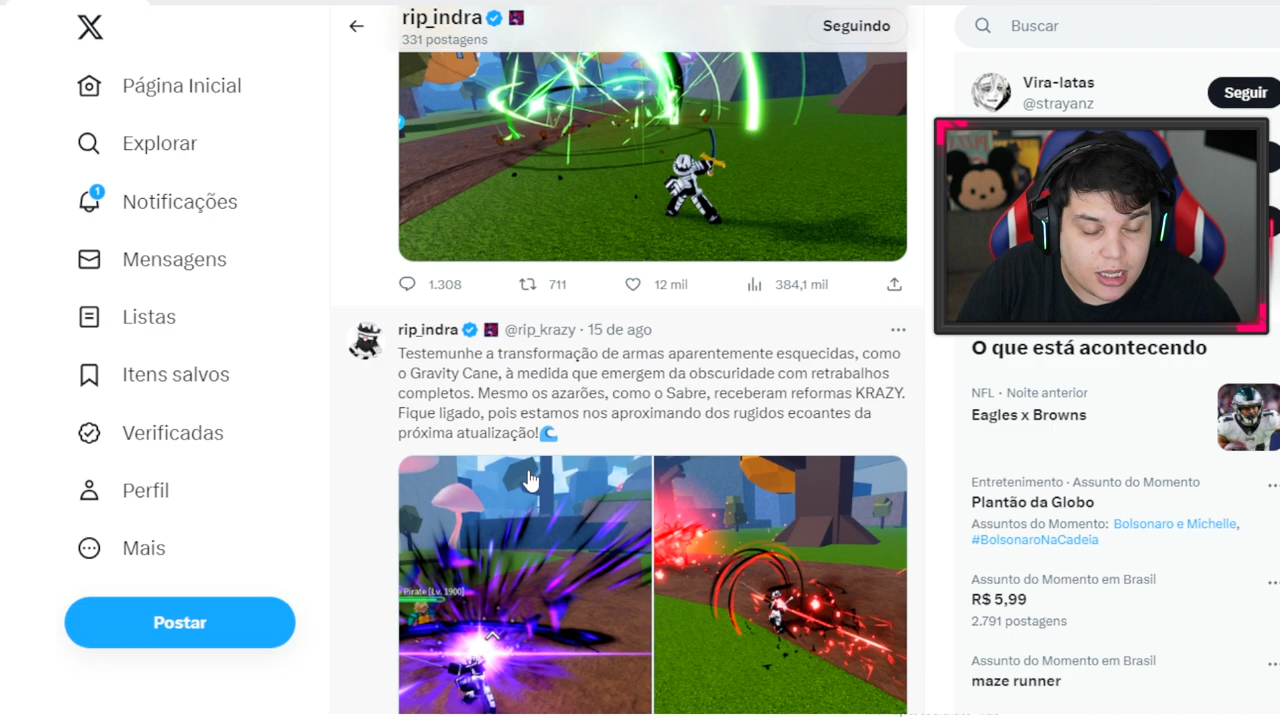 rip_indra
331 postagens
Seguindo
Buscar
Página Inicial
Explorar
1
Notificações
Mensagens
Listas
Itens salvos
Verificadas
Perfil
Mais
Postar
1.308
711
12 mil
384,1 mil
rip_indra @rip_krazy · 15 de ago
Testemunhe a transformação de armas aparentemente esquecidas, como
o Gravity Cane, à medida que emergem da obscuridade com retrabalhos
completos. Mesmo os azarões, como o Sabre, receberam reformas KRAZY.
Fique ligado, pois estamos nos aproximando dos rugidos ecoantes da
próxima atualização!🌊
Pirate [Lv. 1900]
Vira-latas
@strayanz
Seguir
O que está acontecendo
NFL · Noite anterior
Eagles x Browns
Entretenimento · Assunto do Momento
Plantão da Globo
Assuntos do Momento: Bolsonaro e Michelle,
#BolsonaroNaCadeia
Assunto do Momento em Brasil
R$ 5,99
2.791 postagens
Assunto do Momento em Brasil
maze runner